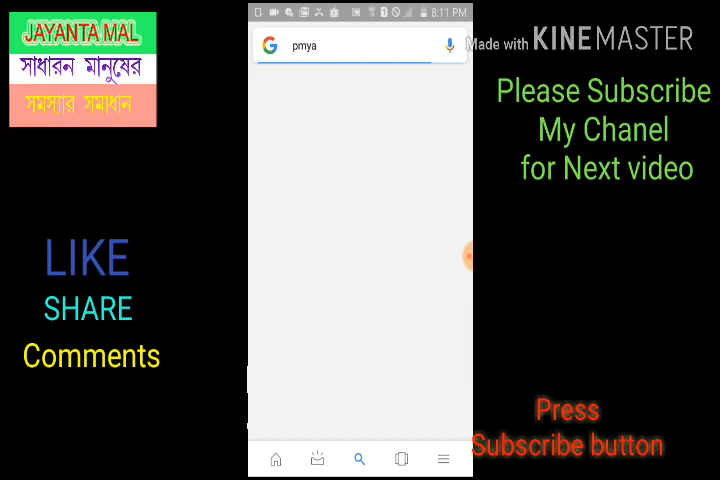 JAYANTA MAL
সাধারন মানুষের
সমস্যার সমাধান
8:11 PM
pmya
Made with KINEMASTER
Please Subscribe
My Chanel
for Next video
LIKE
SHARE
Comments
Press
Subscribe button